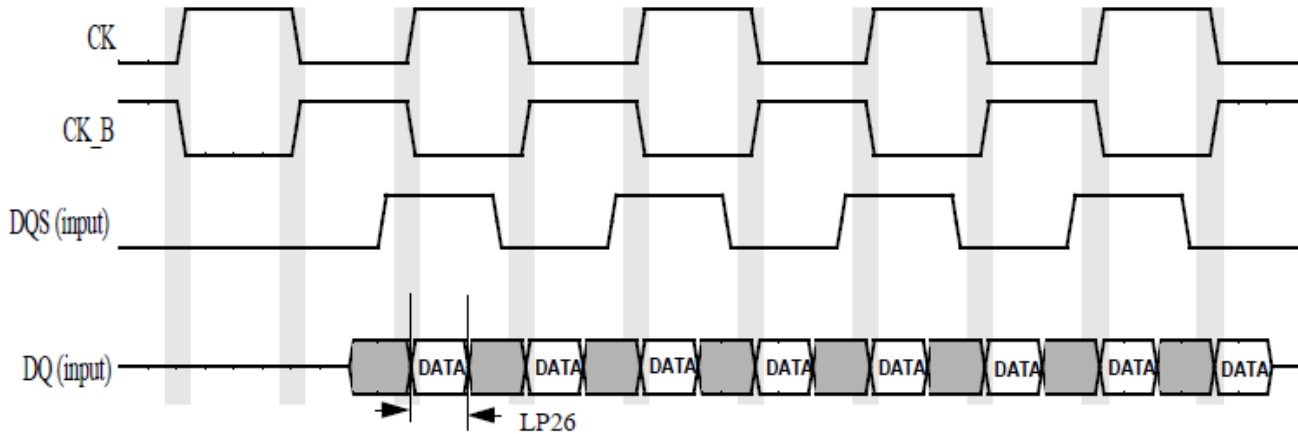 CK
CK_B
DQS (input)
DQ (input)
DATA DATA DATA DATA DATA DATA DATA DATA
LP26